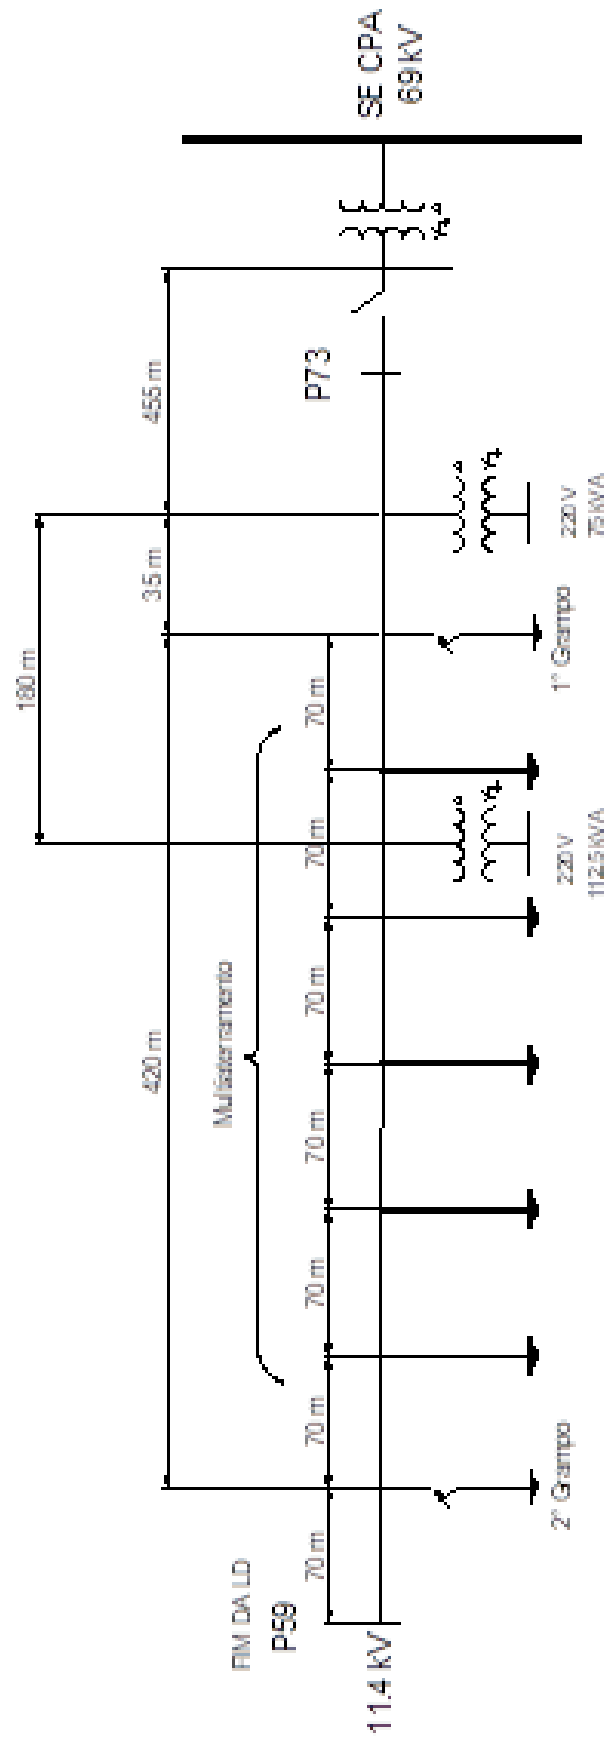 SE CPA
69 kV
455 m
P73
35 m
180 m
220 V
75 kVA
1° Grampo
70 m
70 m
220 V
112.5 kVA
Multiaterramento
420 m
70 m
70 m
70 m
70 m
2° Grampo
70 m
FIM DA LD
P59
11.4 kV